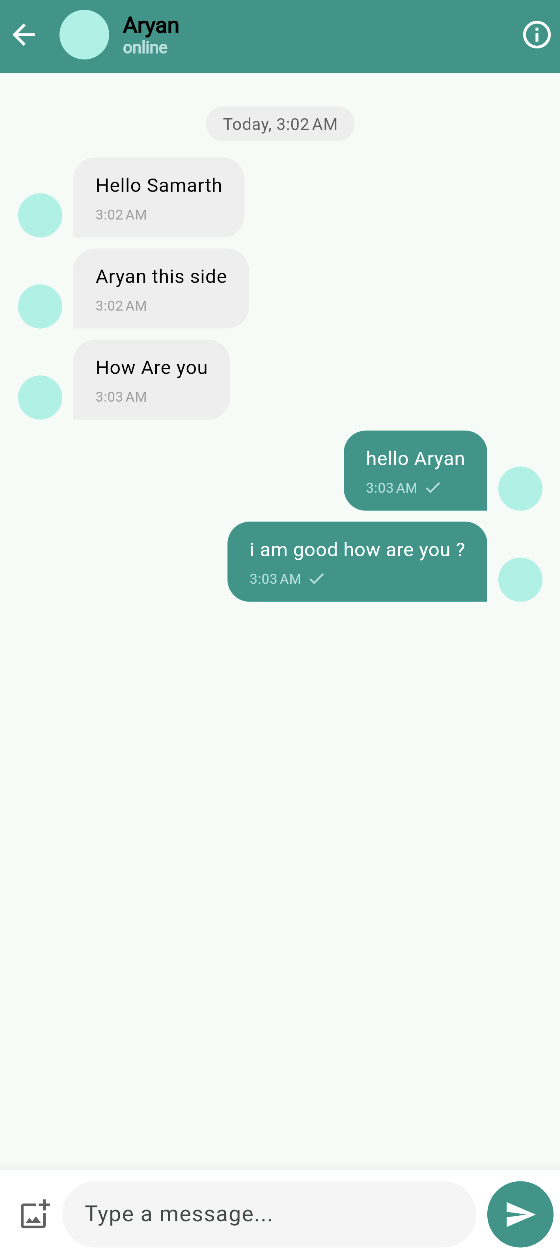 Aryan
online
Today, 3:02 AM
Hello Samarth
3:02 AM
Aryan this side
3:02 AM
How Are you
3:03 AM
hello Aryan
3:03 AM
i am good how are you ?
3:03 AM
Type a message...